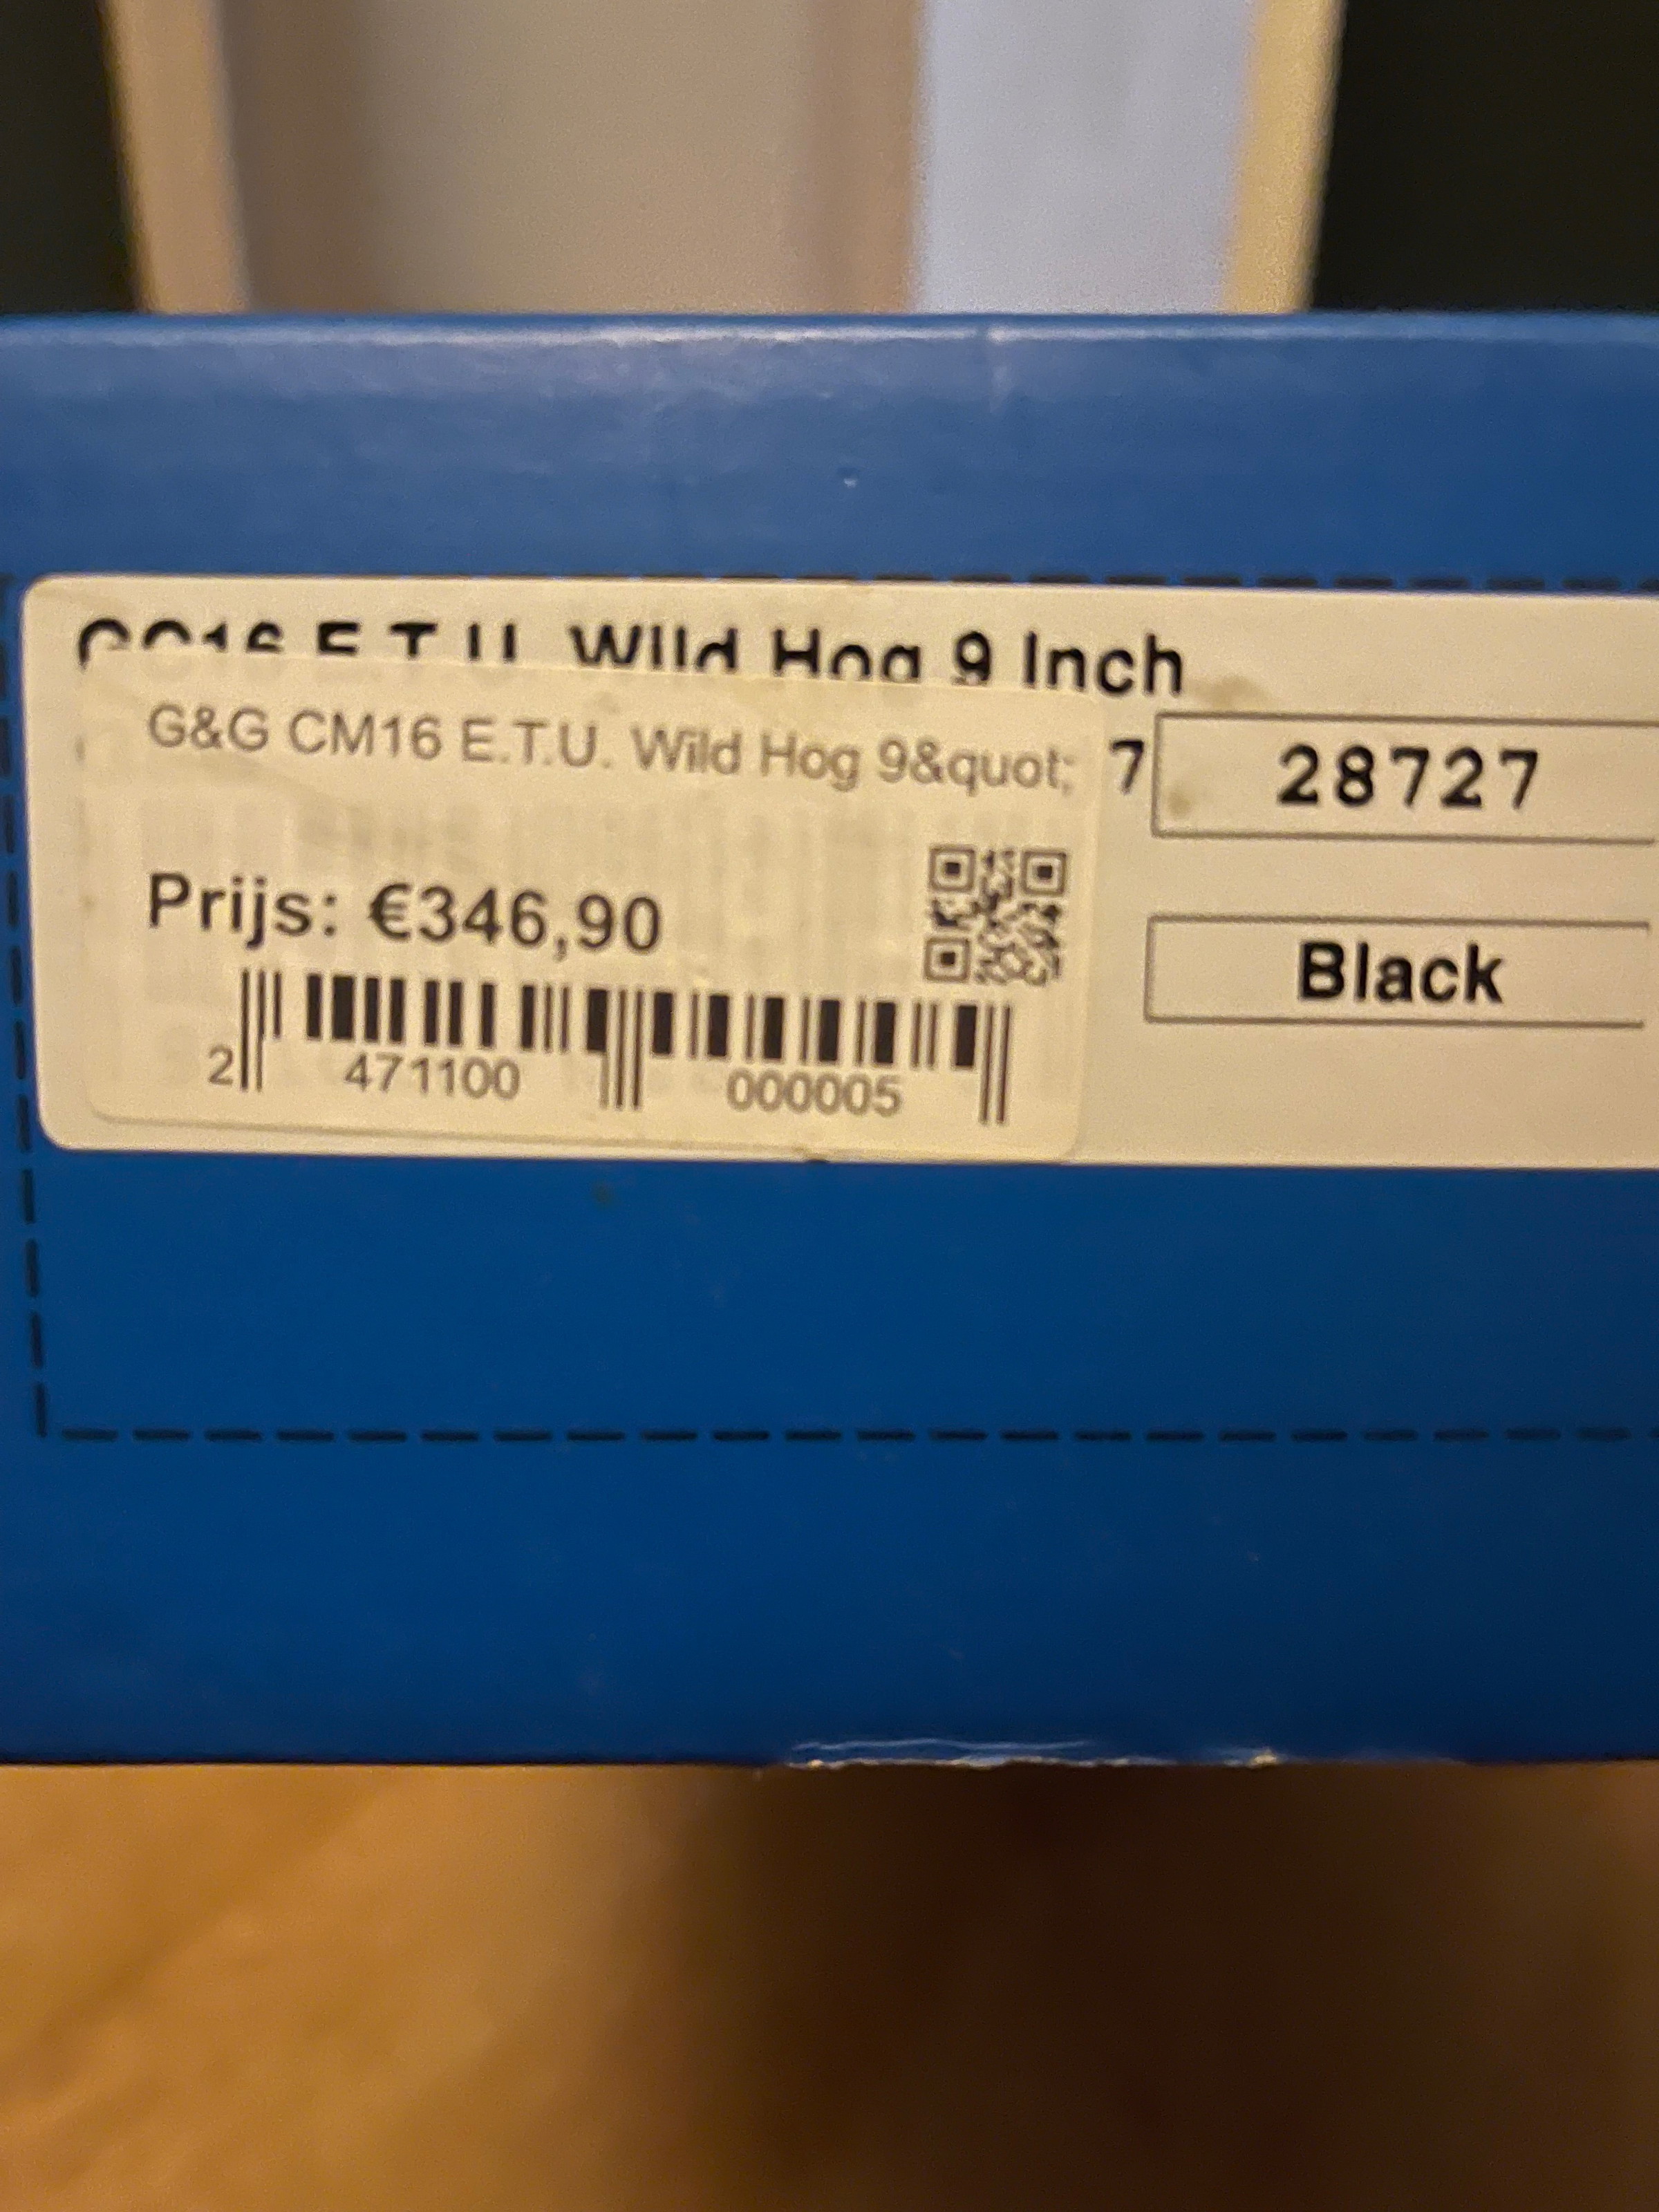 E.T.U. Wild Hog 9 Inch
G&G CM16 E.T.U. Wild Hog 9&quot;
7
28727
Prijs: €346,90
Black
2 471100 000005